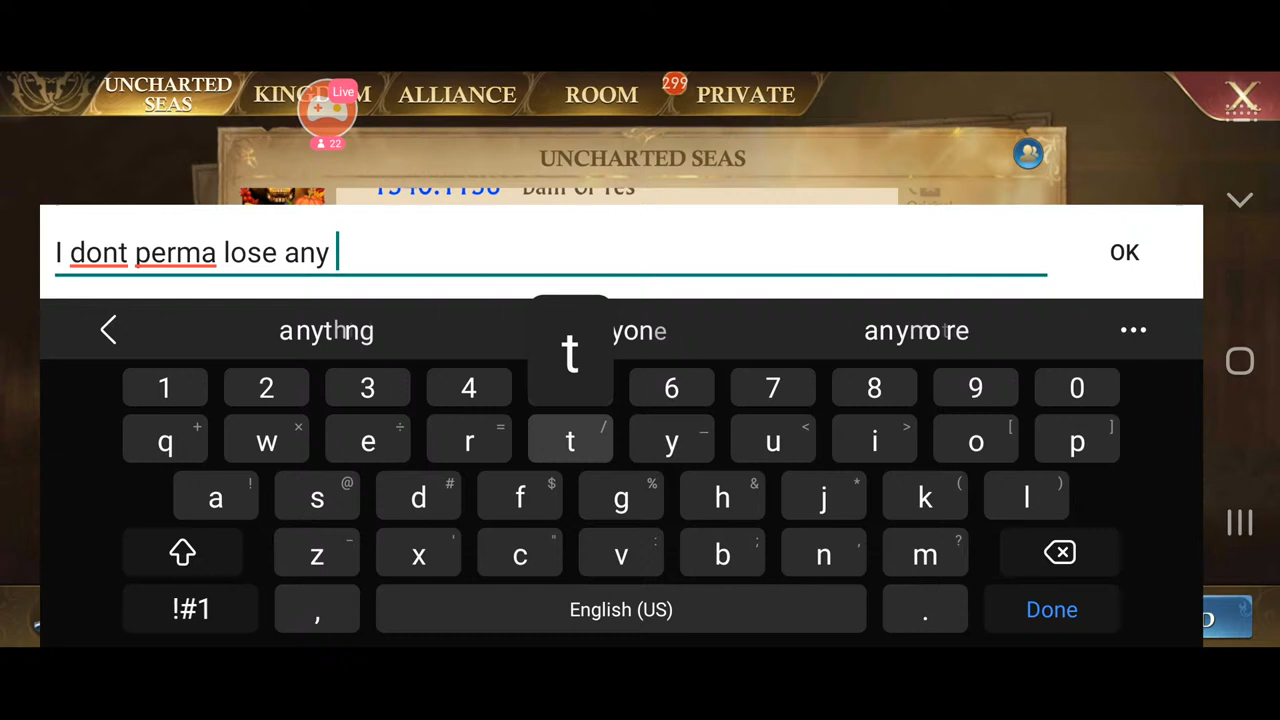 UNCHARTED SEAS
KINGDOM
ALLIANCE
ROOM
299
PRIVATE
X
Live
22
UNCHARTED SEAS
I dont perma lose any
OK
anything
yone
anymore
t
1 2 3 4 6 7 8 9 0
q + w × e ÷ r = t / y _ u < i > o [ p ]
a ! s @ d # f $ g % h & j * k ( l )
z - x ' c " v : b ; n , m ?
!#1 , English (US) . Done